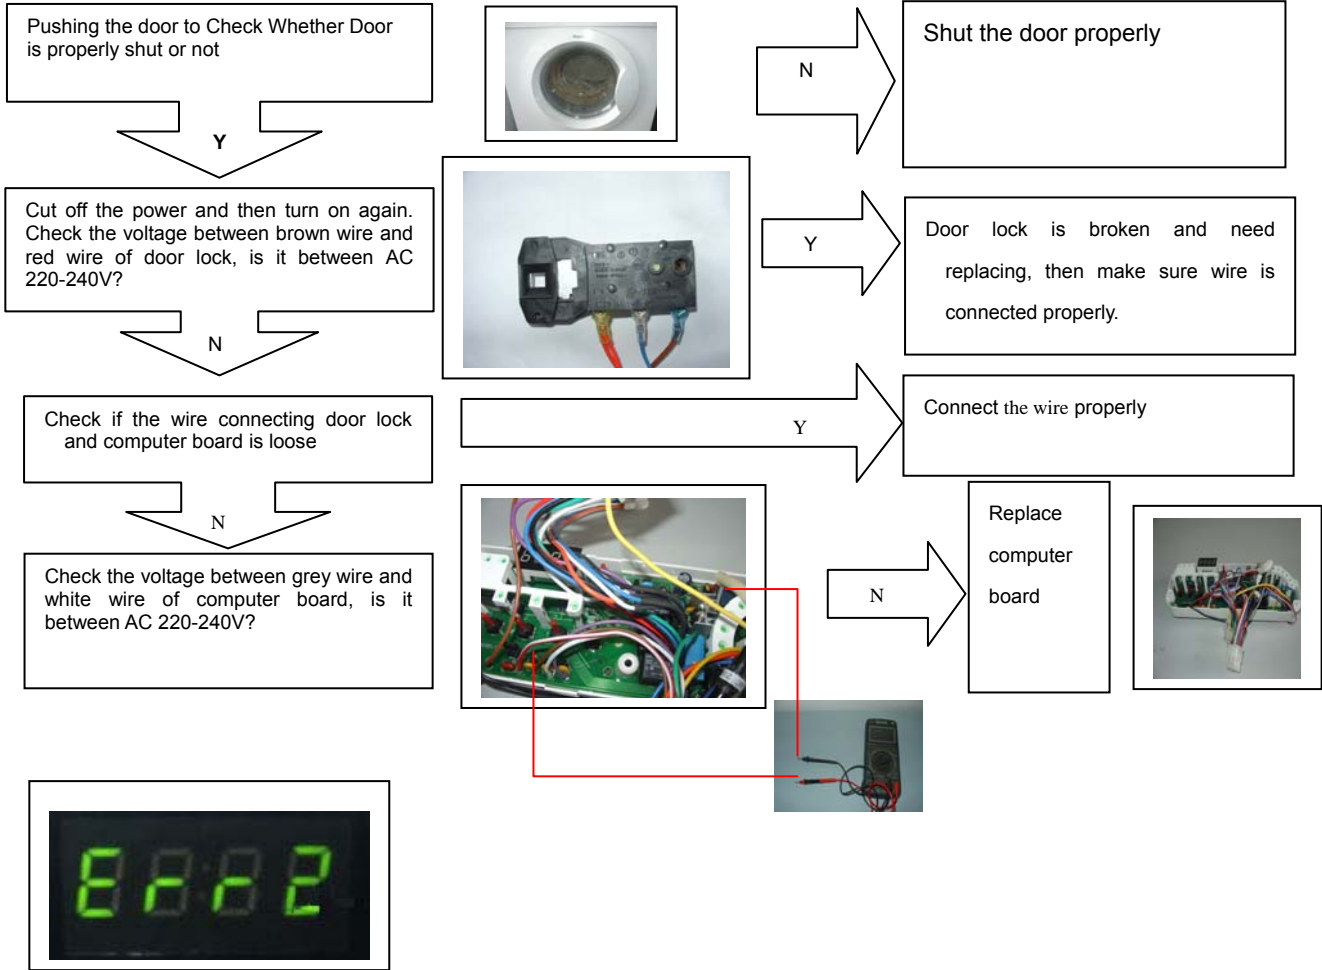 Pushing the door to Check Whether Door
is properly shut or not
N
Shut the door properly
Y
Cut off the power and then turn on again.
Check the voltage between brown wire and
red wire of door lock, is it between AC
220-240V?
Y
Door lock is broken and need
replacing, then make sure wire is
connected properly.
N
Check if the wire connecting door lock
and computer board is loose
Y
Connect the wire properly
N
Check the voltage between grey wire and
white wire of computer board, is it
between AC 220-240V?
N
Replace
computer
board
Err2